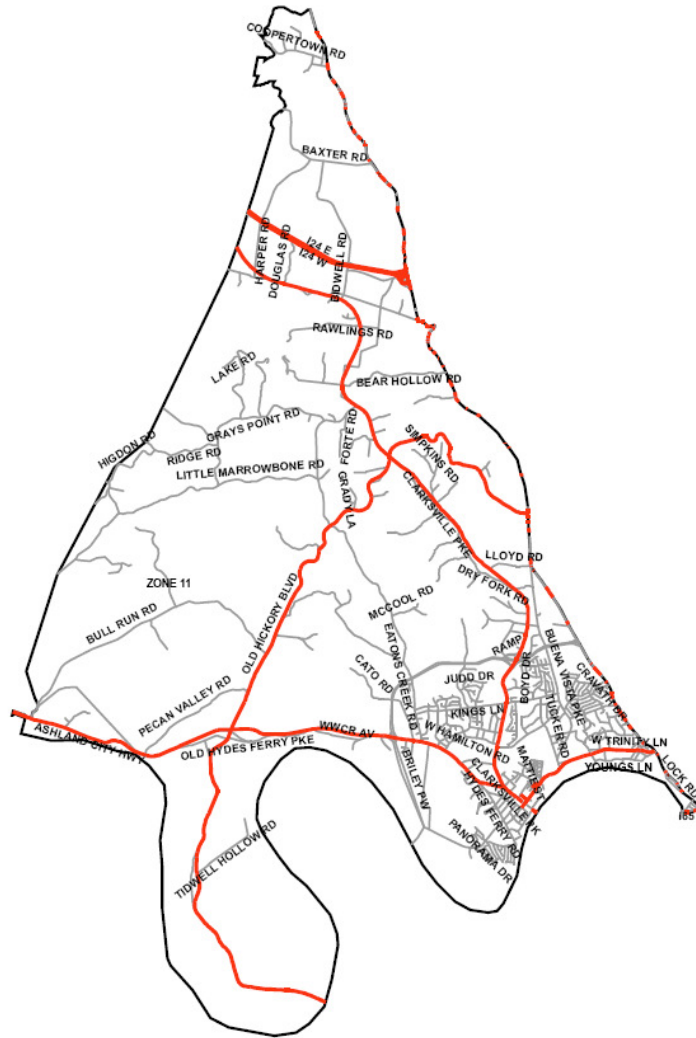 COOPERTOWN RD
BAXTER RD
I24 E
I24 W
HARPER RD
DOUGLAS RD
BIDWELL RD
RAWLINGS RD
LAKE RD
BEAR HOLLOW RD
GRAYS POINT RD
FORTE RD
HIGDON RD
RIDGE RD
SIMPKINS RD
LITTLE MARROWBONE RD
GRADY LA
CLARKSVILLE PKE
LLOYD RD
DRY FORK RD
ZONE 11
MCCOOL RD
OLD HICKORY BLVD
BULL RUN RD
EATONS CREEK RD
RAMP
BOYD DR
BUENA VISTA PKE
CRAVATH DR
CATO RD
JUDD DR
PECAN VALLEY RD
KINGS LN
TUCKER RD
ASHLAND CITY HWY
WWCR AV
W HAMILTON RD
W TRINITY LN
OLD HYDES FERRY PKE
BRILEY PW
MATTIE ST
YOUNGS LN
LOCK RD
CLARKSVILLE PK
HYDES FERRY RD
I65
PANORAMA DR
TIDWELL HOLLOW RD